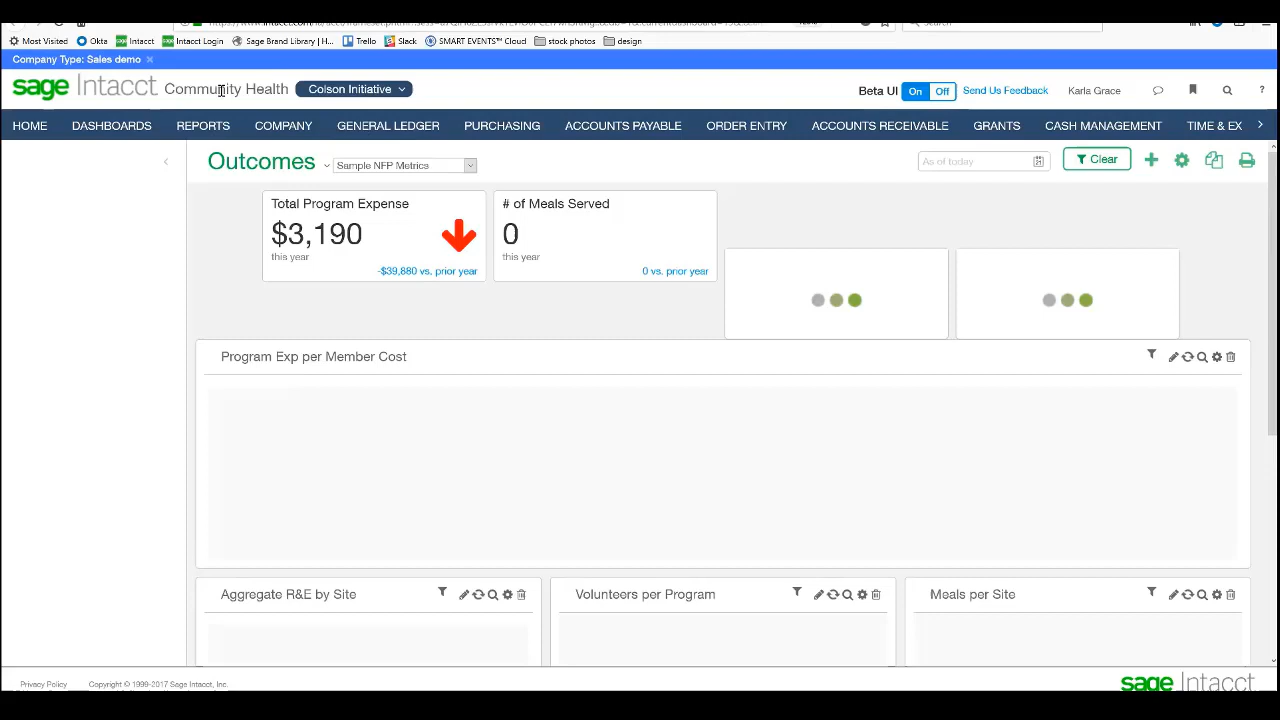 Most Visited Okta Intacct Intacct Login Sage Brand Library | H... Trello Slack SMART EVENTS™ Cloud stock photos design
Company Type: Sales demo ×
sage Intacct Community Health Colson Initiative Beta UI On Off Send Us Feedback Karla Grace ?
HOME DASHBOARDS REPORTS COMPANY GENERAL LEDGER PURCHASING ACCOUNTS PAYABLE ORDER ENTRY ACCOUNTS RECEIVABLE GRANTS CASH MANAGEMENT TIME & EX
Outcomes Sample NFP Metrics As of today Clear
Total Program Expense # of Meals Served
$3,190 0
this year this year
-$39,880 vs. prior year 0 vs. prior year
Program Exp per Member Cost
Aggregate R&E by Site Volunteers per Program Meals per Site
Privacy Policy Copyright © 1999-2017 Sage Intacct, Inc. sage Intacct